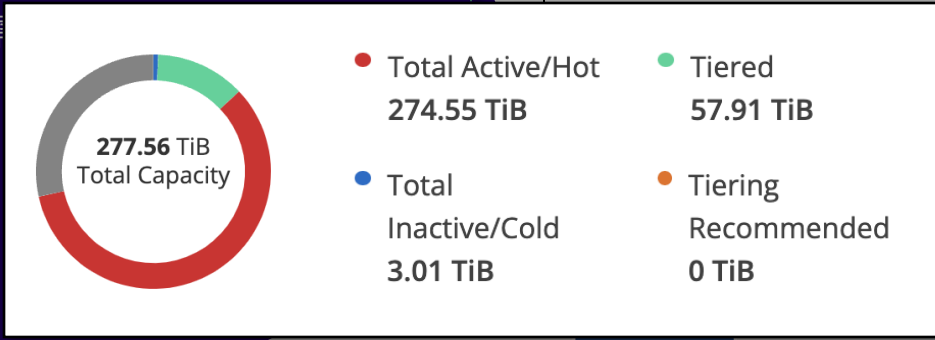 277.56 TiB
Total Capacity
Total Active/Hot
274.55 TiB
Tiered
57.91 TiB
Total
Inactive/Cold
3.01 TiB
Tiering
Recommended
0 TiB